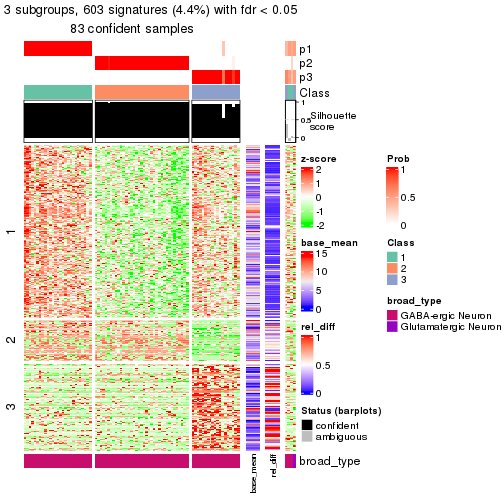 3 subgroups, 603 signatures (4.4%) with fdr < 0.05
83 confident samples
p1
p2
p3
Class
1
0.5
0
Silhouette
score
1
2
3
z-score
2
1
0
-1
-2
base_mean
15
10
5
0
rel_diff
1
0.5
0
Status (barplots)
confident
ambiguous
Prob
1
0.5
0
Class
1
2
3
broad_type
GABA-ergic Neuron
Glutamatergic Neuron
broad_type
base_mean
rel_diff